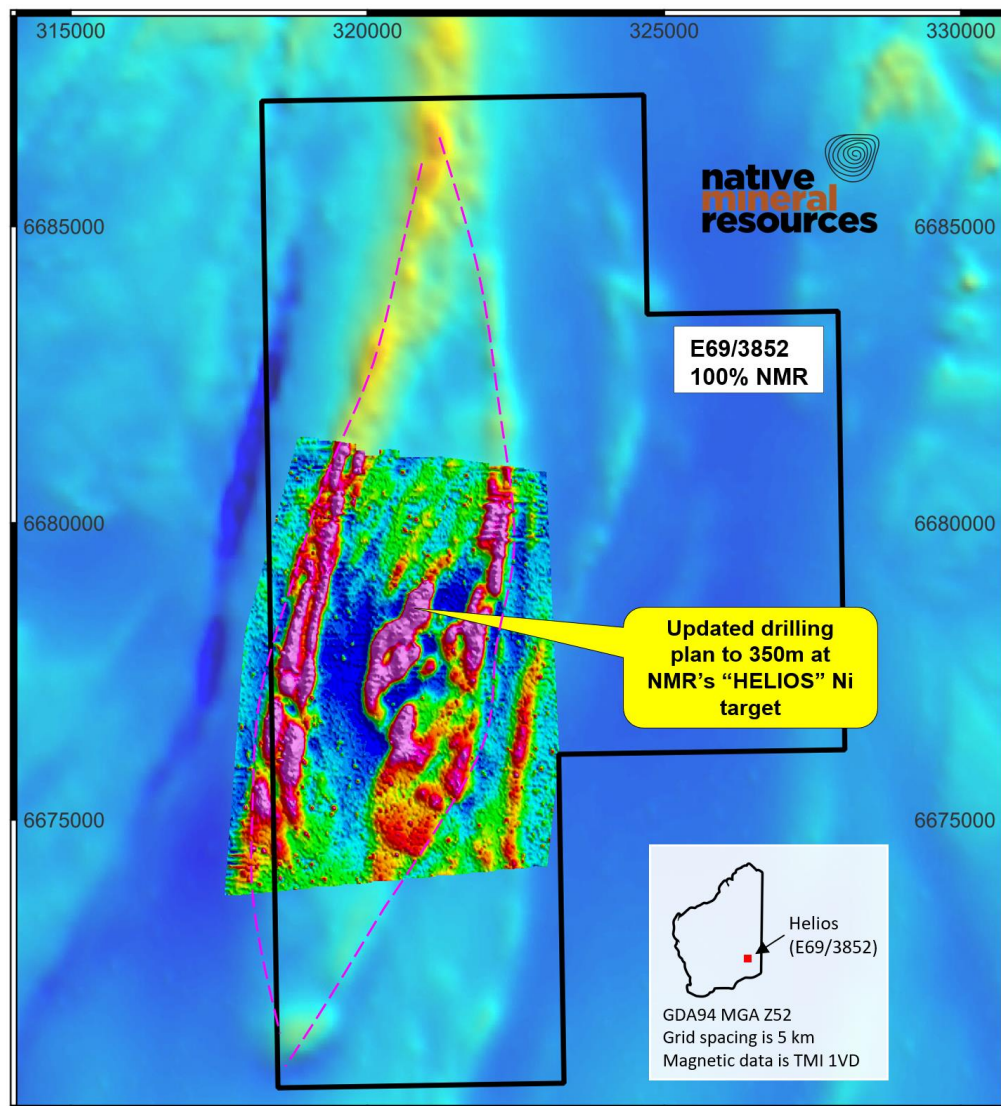 315000 320000 325000 330000
native
mineral
resources
6685000 6685000
E69/3852
100% NMR
6680000 6680000
Updated drilling
plan to 350m at
NMR's “HELIOS” Ni
target
6675000 6675000
Helios
(E69/3852)
GDA94 MGA Z52
Grid spacing is 5 km
Magnetic data is TMI 1VD